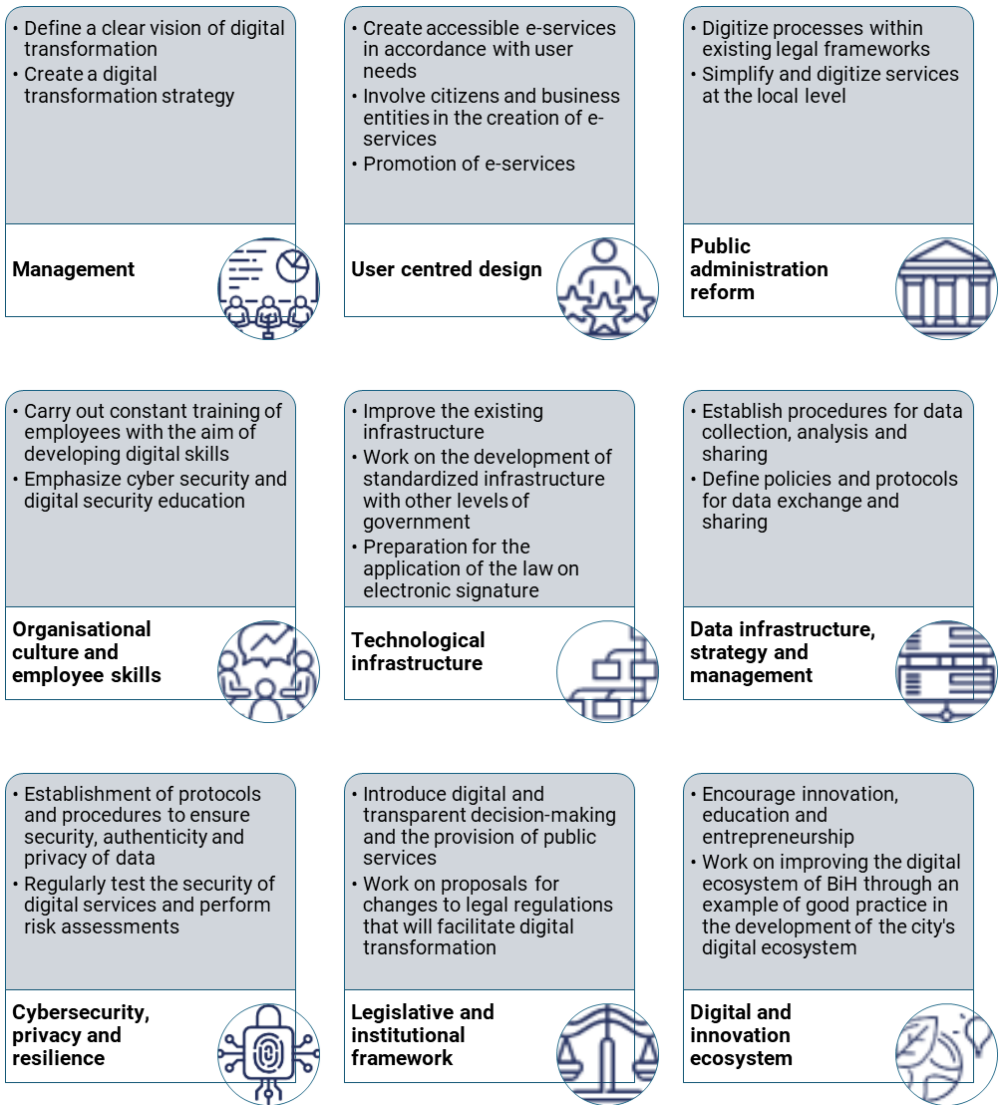 • Define a clear vision of digital
transformation
• Create a digital
transformation strategy
Management
• Create accessible e-services
in accordance with user
needs
• Involve citizens and business
entities in the creation of e-
services
• Promotion of e-services
User centred design
• Digitize processes within
existing legal frameworks
• Simplify and digitize services
at the local level
Public
administration
reform
• Carry out constant training of
employees with the aim of
developing digital skills
• Emphasize cyber security and
digital security education
Organisational
culture and
employee skills
• Improve the existing
infrastructure
• Work on the development of
standardized infrastructure
with other levels of
government
• Preparation for the
application of the law on
electronic signature
Technological
infrastructure
• Establish procedures for data
collection, analysis and
sharing
• Define policies and protocols
for data exchange and
sharing
Data infrastructure,
strategy and
management
• Establishment of protocols
and procedures to ensure
security, authenticity and
privacy of data
• Regularly test the security of
digital services and perform
risk assessments
Cybersecurity,
privacy and
resilience
• Introduce digital and
transparent decision-making
and the provision of public
services
• Work on proposals for
changes to legal regulations
that will facilitate digital
transformation
Legislative and
institutional
framework
• Encourage innovation,
education and
entrepreneurship
• Work on improving the digital
ecosystem of BiH through an
example of good practice in
the development of the city's
digital ecosystem
Digital and
innovation
ecosystem